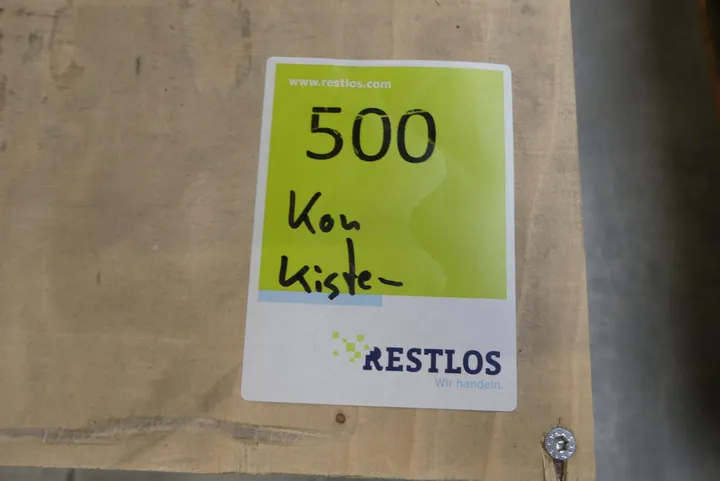 www.restlos.com
500
Kon
Kiste-
RESTLOS
Wir handeln.